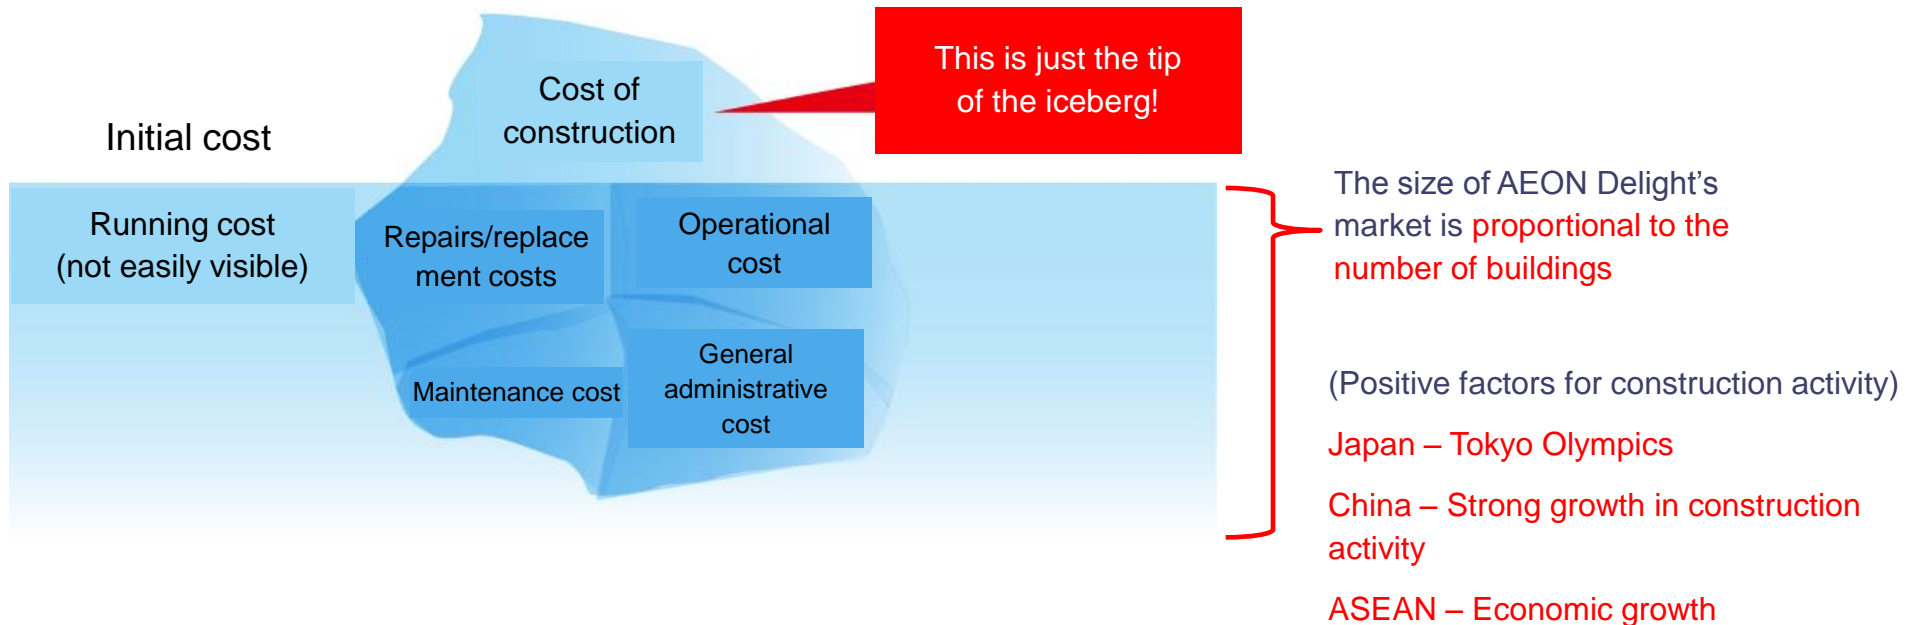 This is just the tip
of the iceberg!
Cost of
construction
Initial cost
Running cost
(not easily visible)
Repairs/replace
ment costs
Operational
cost
Maintenance cost
General
administrative
cost
The size of AEON Delight's
market is proportional to the
number of buildings
(Positive factors for construction activity)
Japan – Tokyo Olympics
China – Strong growth in construction
activity
ASEAN – Economic growth